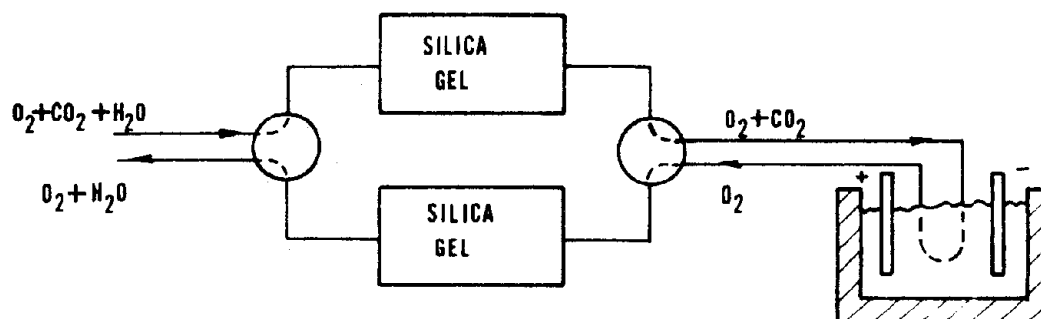 SILICA
GEL
O₂+CO₂+H₂O
O₂+CO₂
O₂+H₂O
O₂
+
−
SILICA
GEL